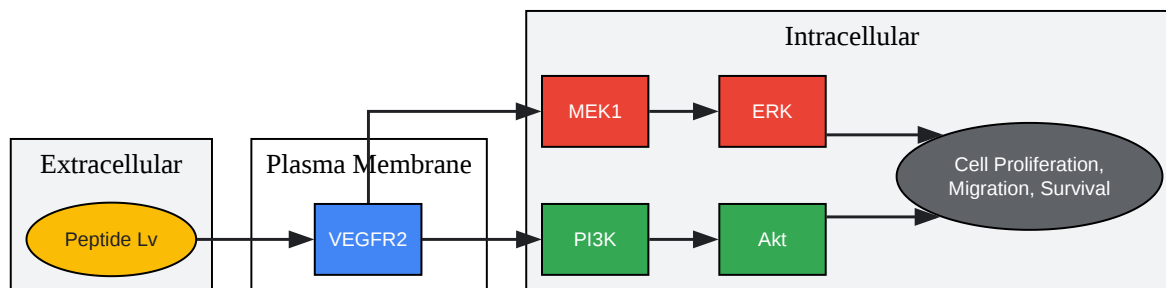 Intracellular
MEK1
ERK
Extracellular
Plasma Membrane
Cell Proliferation,
Migration, Survival
Peptide Lv
VEGFR2
PI3K
Akt